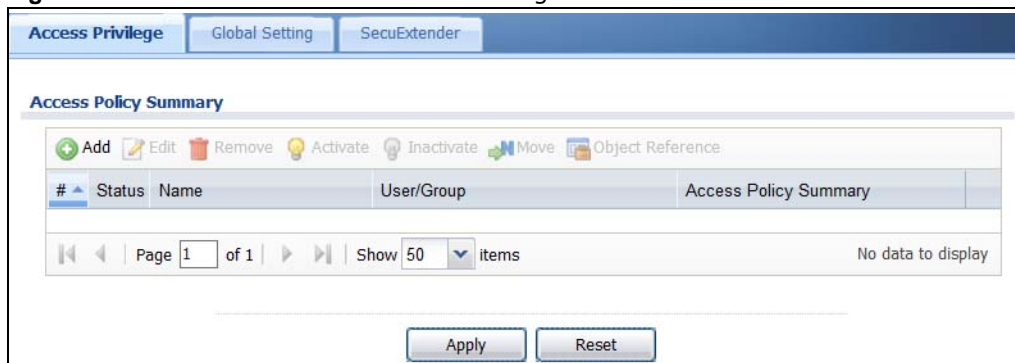 Access Privilege Global Setting SecuExtender
Access Policy Summary
Add Edit Remove Activate Inactivate Move Object Reference
# Status Name User/Group Access Policy Summary
Page 1 of 1 Show 50 items No data to display
Apply Reset